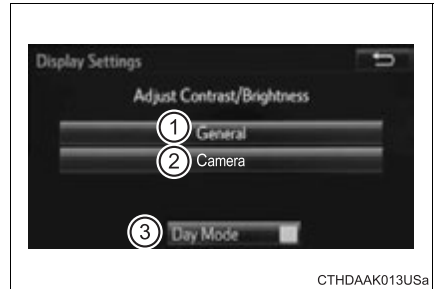 Display Settings
Adjust Contrast/Brightness
1 General
2 Camera
3 Day Mode
CTHDAAK013USa